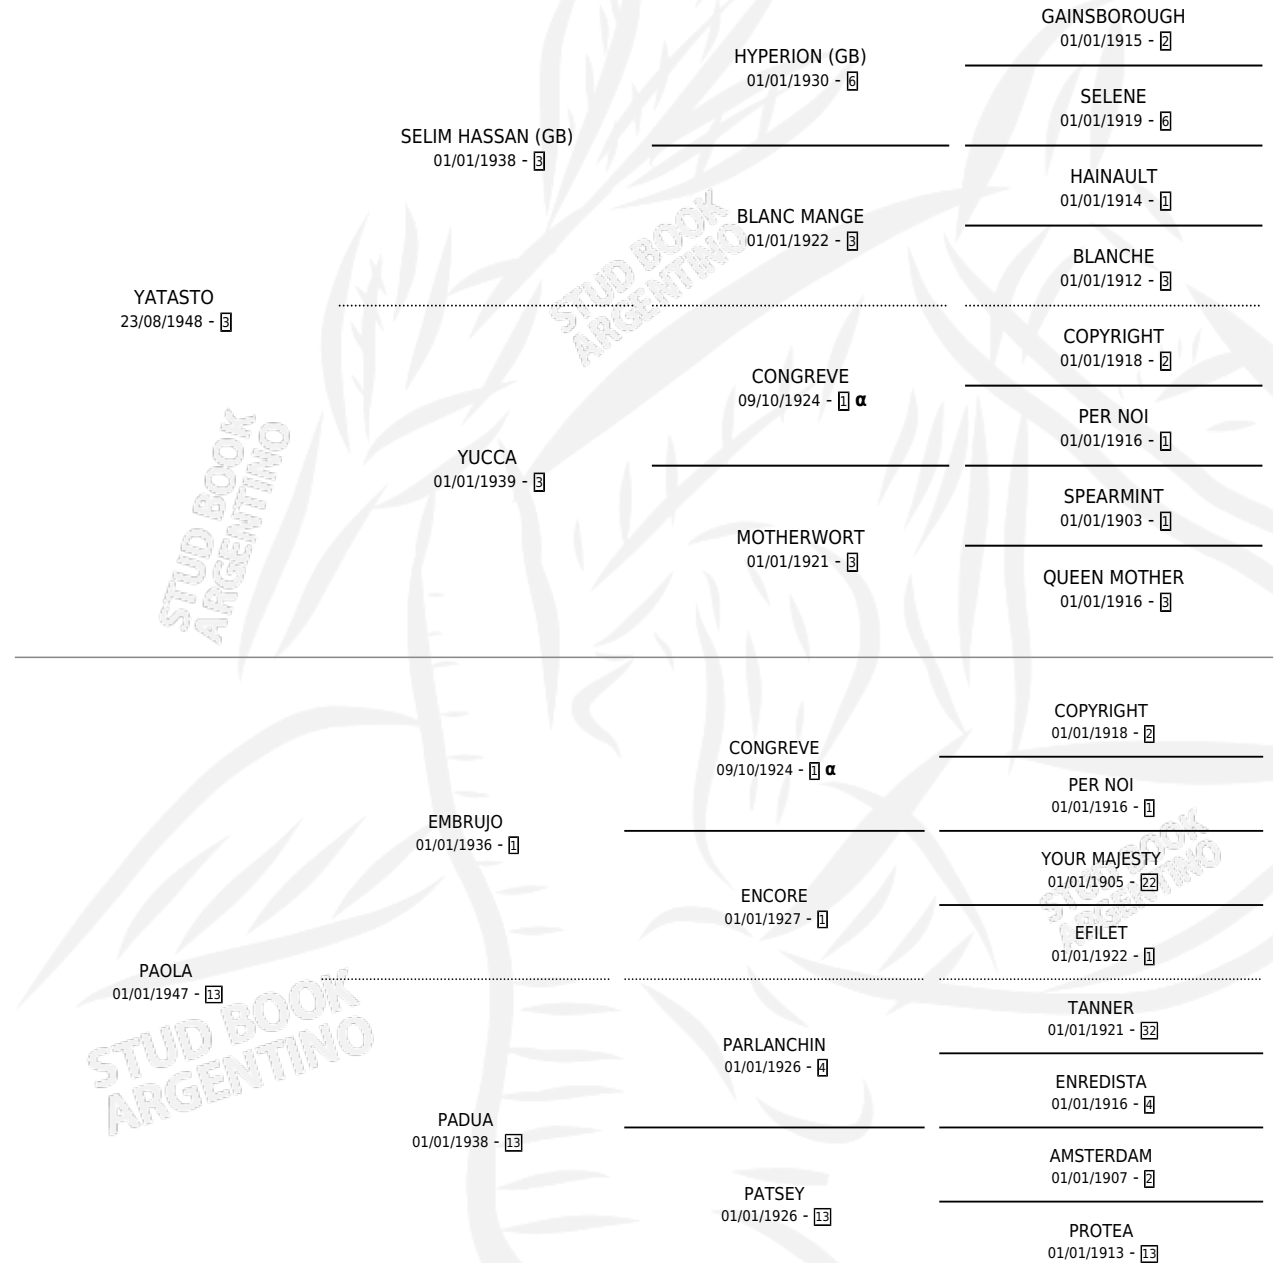 GAINSBOROUGH
01/01/1915 - 2
HYPERION (GB)
01/01/1930 - 6
SELENE
01/01/1919 - 6
SELIM HASSAN (GB)
01/01/1938 - 3
HAINAULT
01/01/1914 - 1
BLANC MANGE
01/01/1922 - 3
BLANCHE
01/01/1912 - 3
YATASTO
23/08/1948 - 3
COPYRIGHT
01/01/1918 - 2
CONGREVE
09/10/1924 - 1 α
PER NOI
01/01/1916 - 1
YUCCA
01/01/1939 - 3
SPEARMINT
01/01/1903 - 1
MOTHERWORT
01/01/1921 - 3
QUEEN MOTHER
01/01/1916 - 3
COPYRIGHT
01/01/1918 - 2
CONGREVE
09/10/1924 - 1 α
PER NOI
01/01/1916 - 1
EMBRUJO
01/01/1936 - 1
YOUR MAJESTY
01/01/1905 - 22
ENCORE
01/01/1927 - 1
EFILET
01/01/1922 - 1
PAOLA
01/01/1947 - 13
TANNER
01/01/1921 - 32
PARLANCHIN
01/01/1926 - 4
ENREDISTA
01/01/1916 - 4
PADUA
01/01/1938 - 13
AMSTERDAM
01/01/1907 - 2
PATSEY
01/01/1926 - 13
PROTEA
01/01/1913 - 13
STUD BOOK
ARGENTINO
STUD BOOK
ARGENTINO
STUD BOOK
ARGENTINO
STUD BOOK
ARGENTINO